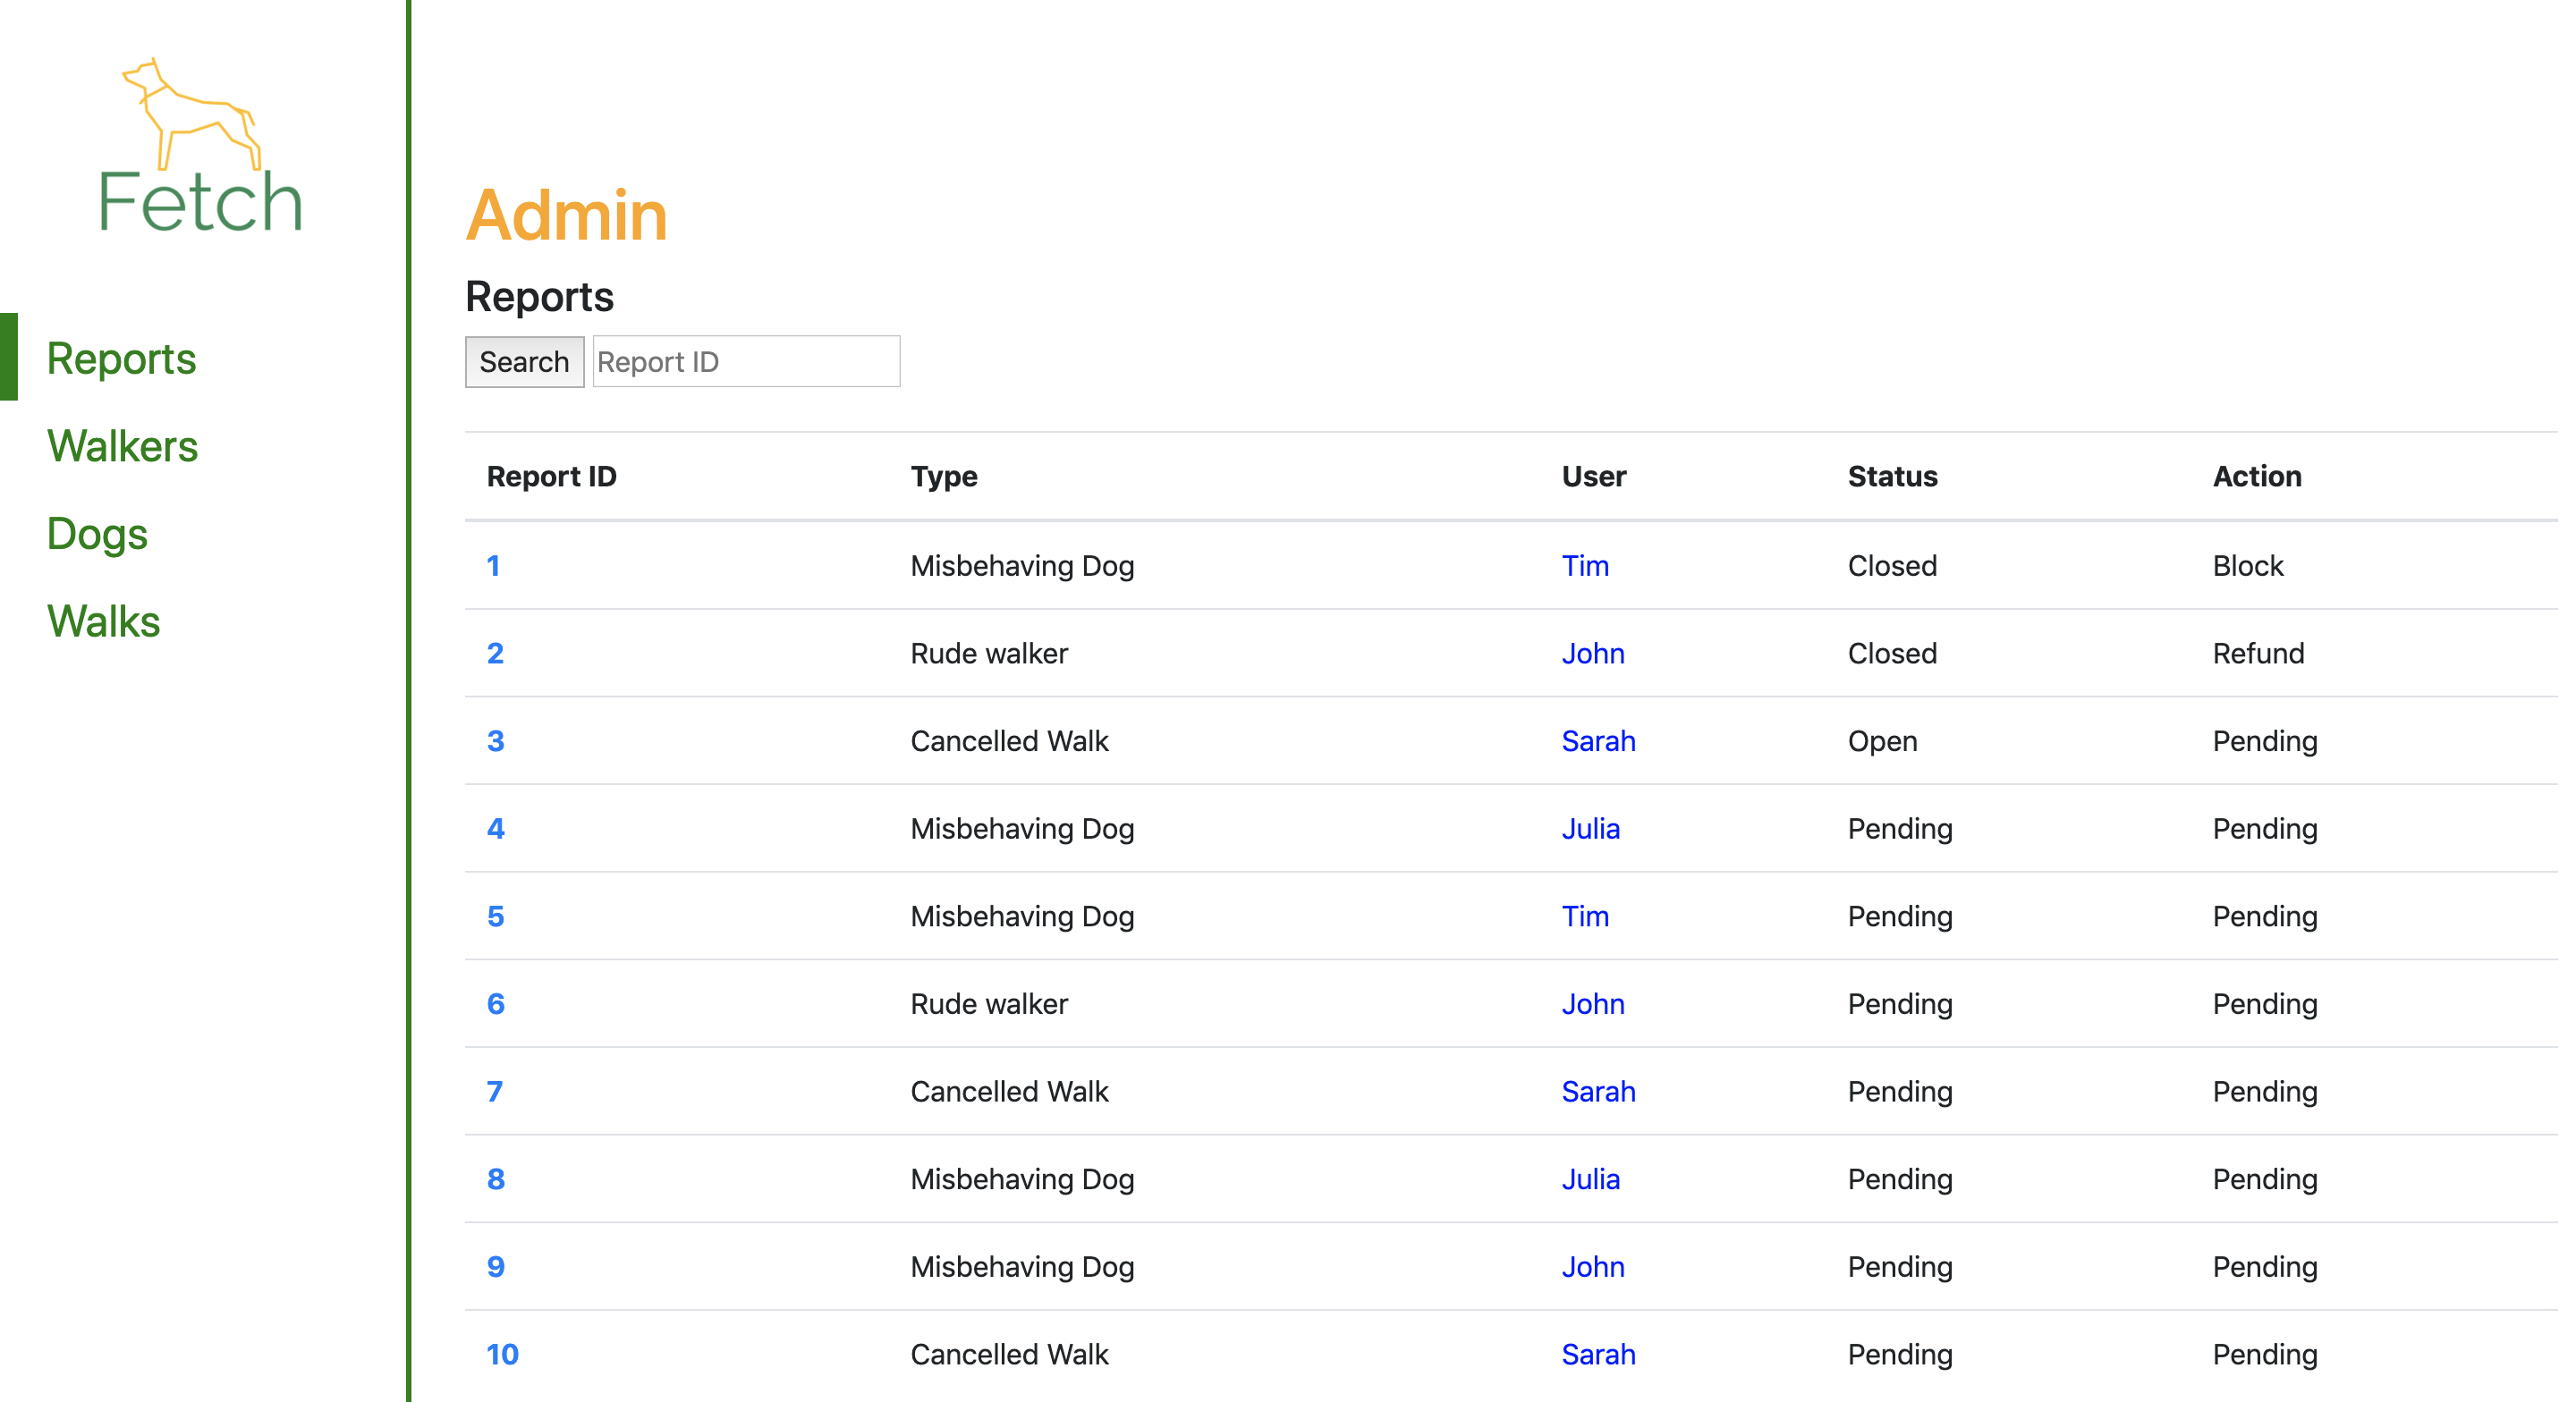 Fetch
Reports
Walkers
Dogs
Walks
Admin
Reports
Search Report ID
Report ID Type User Status Action
1 Misbehaving Dog Tim Closed Block
2 Rude walker John Closed Refund
3 Cancelled Walk Sarah Open Pending
4 Misbehaving Dog Julia Pending Pending
5 Misbehaving Dog Tim Pending Pending
6 Rude walker John Pending Pending
7 Cancelled Walk Sarah Pending Pending
8 Misbehaving Dog Julia Pending Pending
9 Misbehaving Dog John Pending Pending
10 Cancelled Walk Sarah Pending Pending